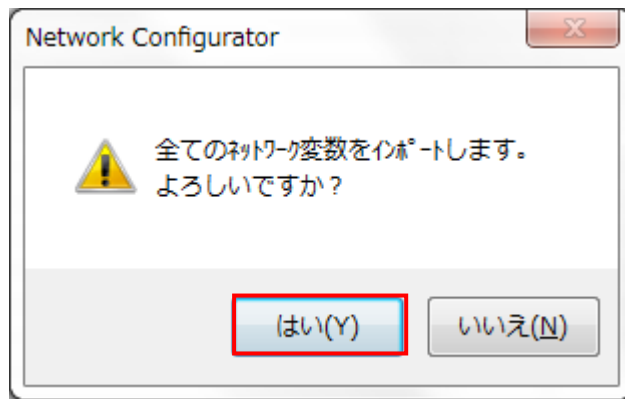 Network Configurator
全てのﾈｯﾄﾜｰｸ変数をｲﾝﾎﾟｰﾄします。
よろしいですか？
はい(Y)
いいえ(N)